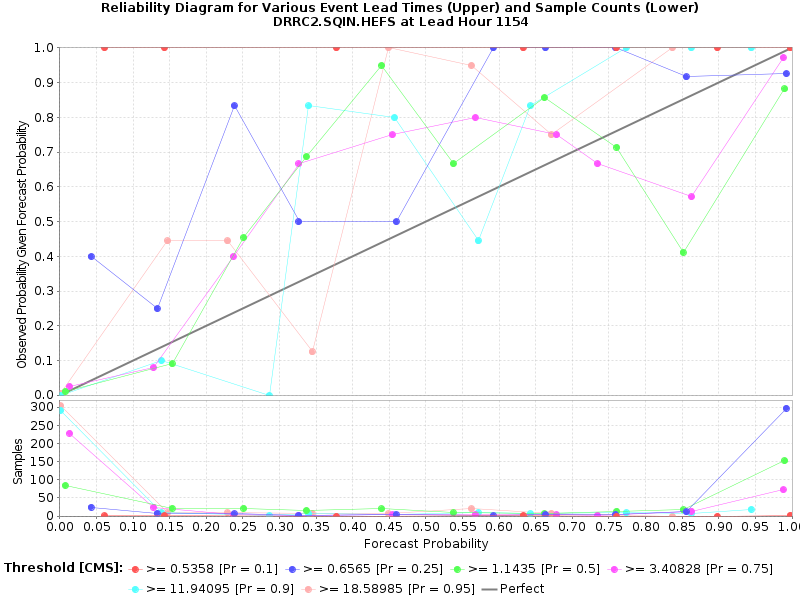 Reliability Diagram for Various Event Lead Times (Upper) and Sample Counts (Lower)
DRRC2.SQIN.HEFS at Lead Hour 1154
Observed Probability Given Forecast Probability
1.0
0.9
0.8
0.7
0.6
0.5
0.4
0.3
0.2
0.1
0.0
Samples
300
250
200
150
100
50
0
0.00 0.05 0.10 0.15 0.20 0.25 0.30 0.35 0.40 0.45 0.50 0.55 0.60 0.65 0.70 0.75 0.80 0.85 0.90 0.95 1.0
Forecast Probability
Threshold [CMS]: >= 0.5358 [Pr = 0.1] >= 0.6565 [Pr = 0.25] >= 1.1435 [Pr = 0.5] >= 3.40828 [Pr = 0.75]
>= 11.94095 [Pr = 0.9] >= 18.58985 [Pr = 0.95] Perfect